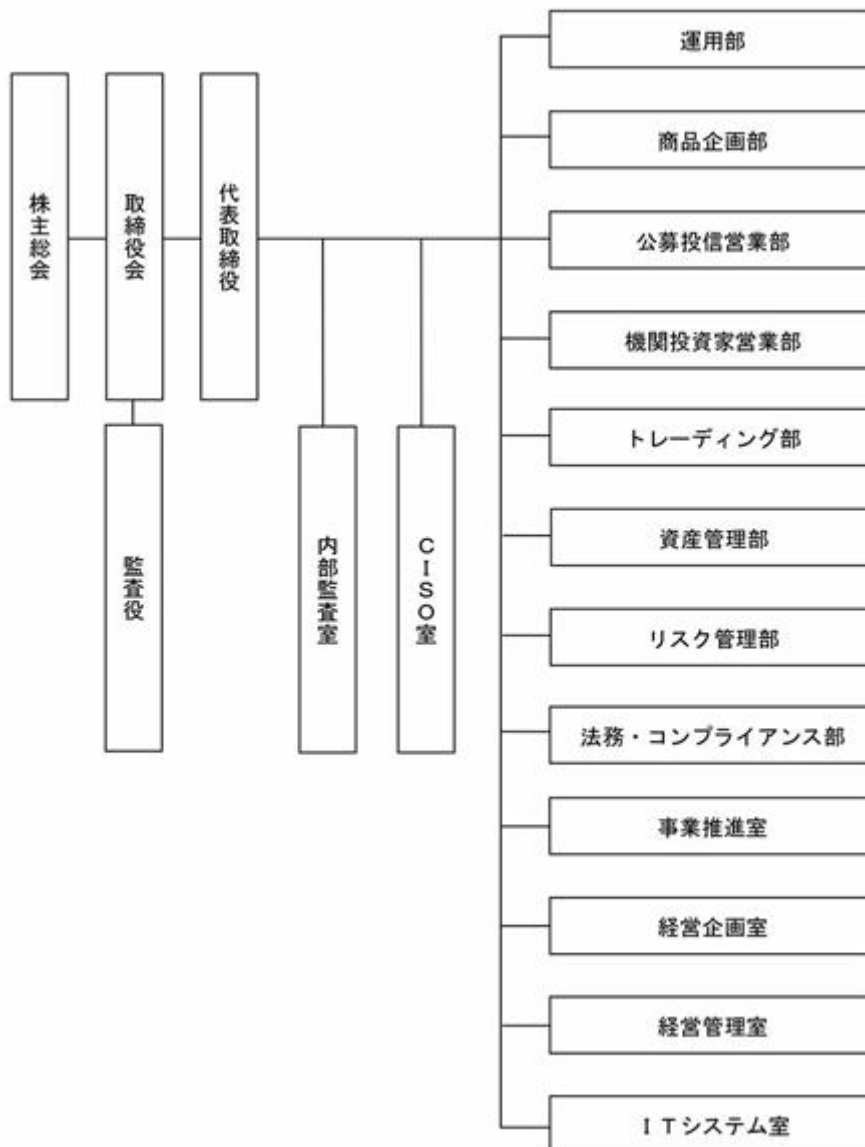 株主総会
取締役会
代表取締役
監査役
内部監査室
ＣＩＳＯ室
運用部
商品企画部
公募投信営業部
機関投資家営業部
トレーディング部
資産管理部
リスク管理部
法務・コンプライアンス部
事業推進室
経営企画室
経営管理室
ＩＴシステム室